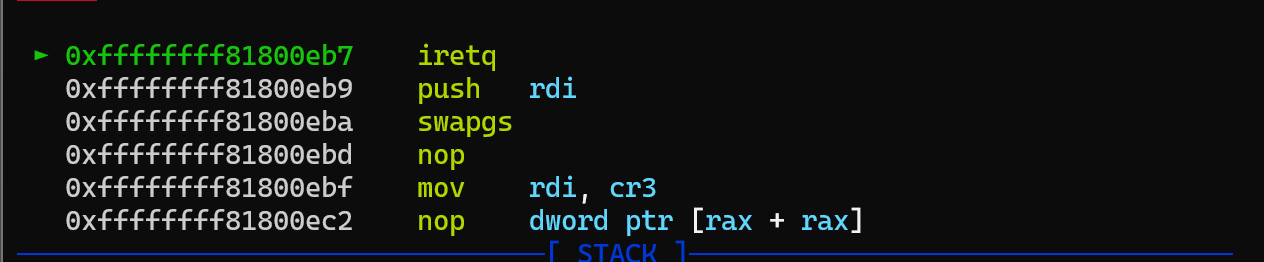 ► 0xffffffff81800eb7    iretq
0xffffffff81800eb9    push   rdi
0xffffffff81800eba    swapgs
0xffffffff81800ebd    nop
0xffffffff81800ebf    mov    rdi, cr3
0xffffffff81800ec2    nop    dword ptr [rax + rax]
[ STACK ]